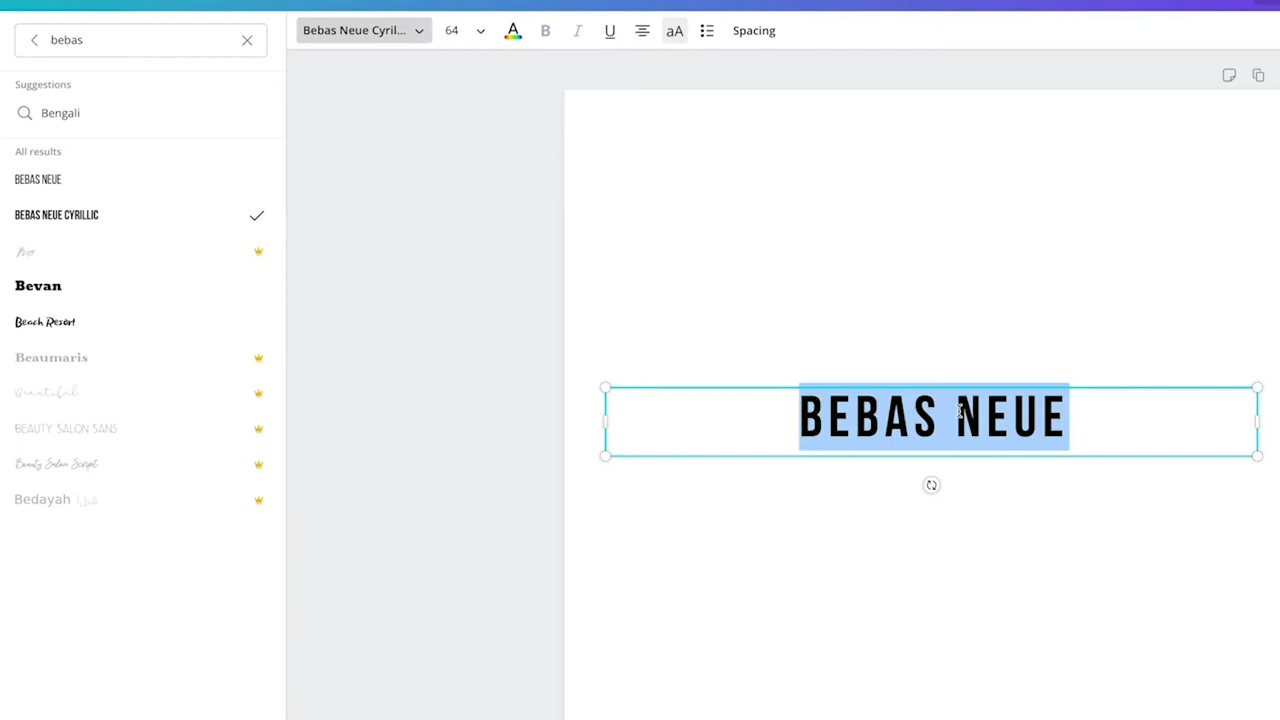 bebas
Bebas Neue Cyril... 64 A B I U aA Spacing
Suggestions
Bengali
All results
BEBAS NEUE
BEBAS NEUE CYRILLIC
Bevan
Beach Resort
Beaumaris
Beautiful
BEAUTY SALON SANS
Beauty Salon Script
Bedayah
BEBAS NEUE